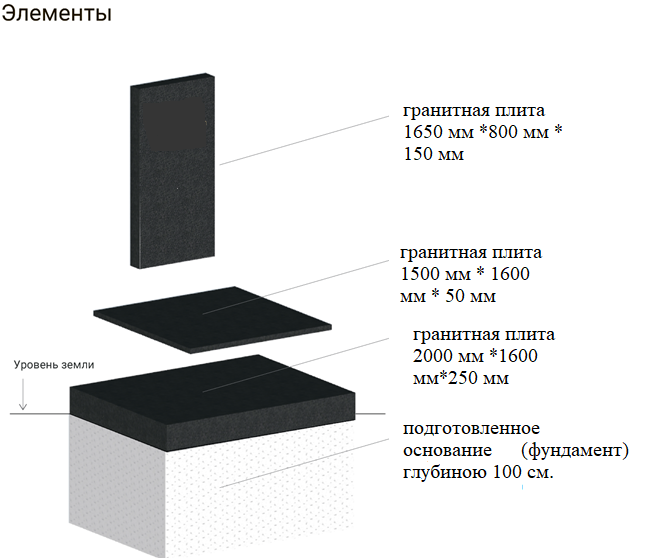 Элементы
гранитная плита
1650 мм *800 мм *
150 мм
гранитная плита
1500 мм * 1600
мм * 50 мм
гранитная плита
2000 мм *1600
мм*250 мм
Уровень земли
подготовленное
основание (фундамент)
глубиною 100 см.